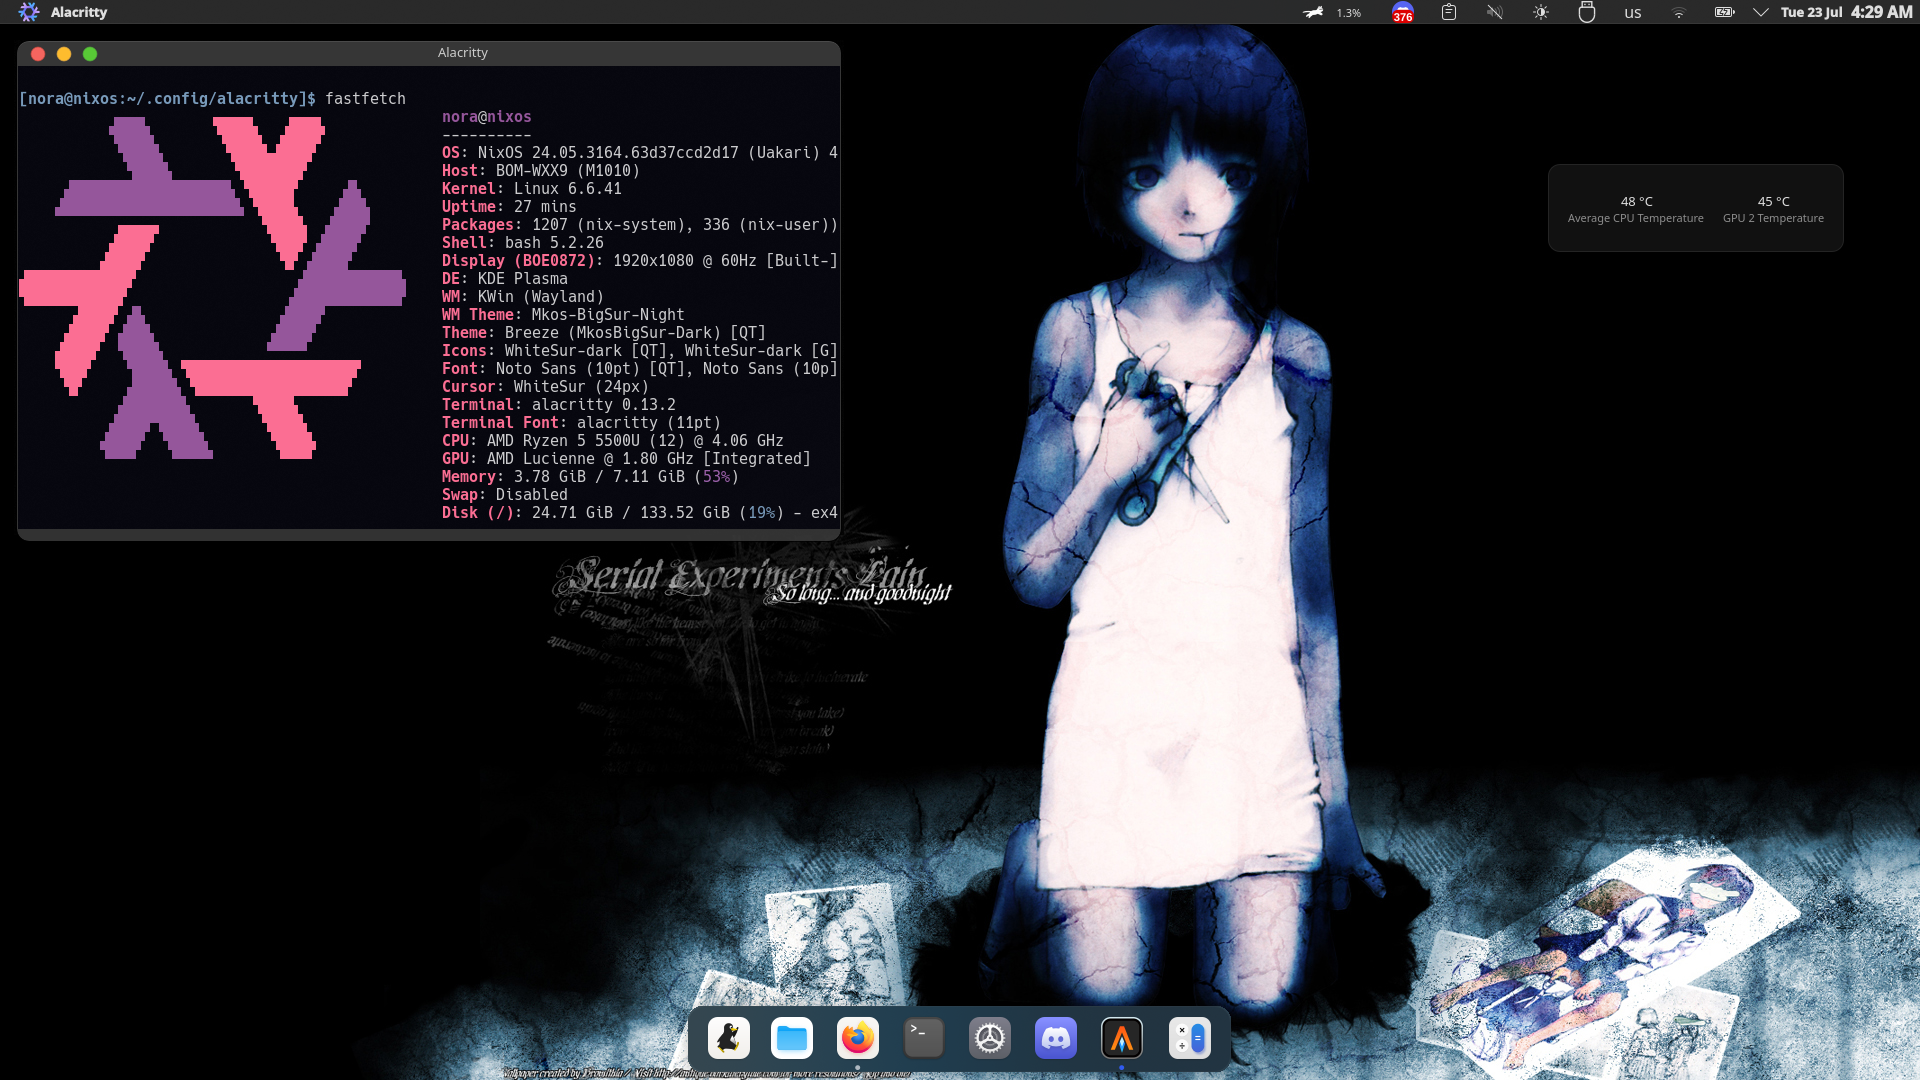 Alacritty
1.3%
376
us
Tue 23 Jul 4:29 AM
Alacritty
[nora@nixos:~/.config/alacritty]$ fastfetch
nora@nixos
----------
OS: NixOS 24.05.3164.63d37ccd2d17 (Uakari) 4
Host: BOM-WXX9 (M1010)
Kernel: Linux 6.6.41
Uptime: 27 mins
Packages: 1207 (nix-system), 336 (nix-user))
Shell: bash 5.2.26
Display (BOE0872): 1920x1080 @ 60Hz [Built-]
DE: KDE Plasma
WM: KWin (Wayland)
WM Theme: Mkos-BigSur-Night
Theme: Breeze (MkosBigSur-Dark) [QT]
Icons: WhiteSur-dark [QT], WhiteSur-dark [G]
Font: Noto Sans (10pt) [QT], Noto Sans (10p]
Cursor: WhiteSur (24px)
Terminal: alacritty 0.13.2
Terminal Font: alacritty (11pt)
CPU: AMD Ryzen 5 5500U (12) @ 4.06 GHz
GPU: AMD Lucienne @ 1.80 GHz [Integrated]
Memory: 3.78 GiB / 7.11 GiB (53%)
Swap: Disabled
Disk (/): 24.71 GiB / 133.52 GiB (19%) - ex4
48 °C
Average CPU Temperature
45 °C
GPU 2 Temperature
Serial Experiments Lain
So long... and goodnight
>_